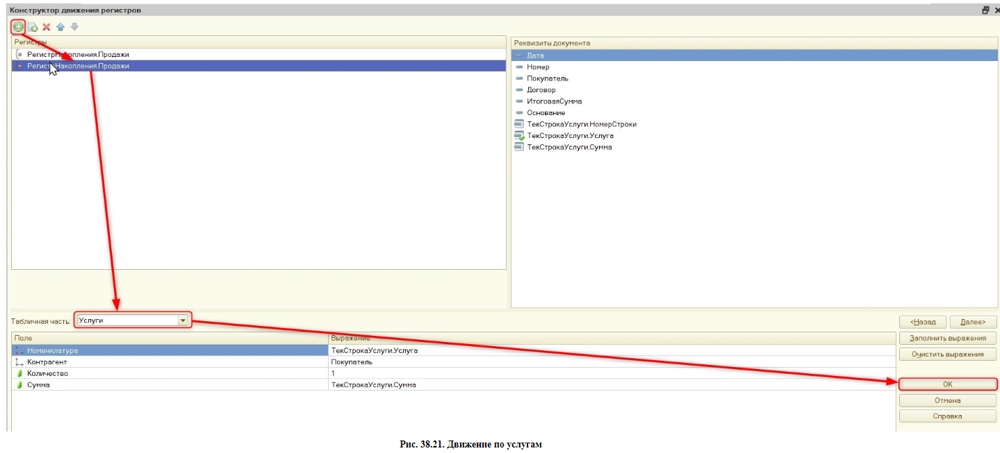 Конструктор движения регистров
Регистры
РегистрНакопления.Продажи
РегистрНакопления.Продажи
Реквизиты документа
Дата
Номер
Покупатель
Договор
ИтоговаяСумма
Основание
ТекСтрокаУслуги.НомерСтроки
ТекСтрокаУслуги.Услуга
ТекСтрокаУслуги.Сумма
Табличная часть: Услуги
<Назад Далее>
Поле Выражение
Заполнить выражения
Номенклатура ТекСтрокаУслуги.Услуга
Очистить выражения
Контрагент Покупатель
Количество 1
Сумма ТекСтрокаУслуги.Сумма
ОК
Отмена
Справка
Рис. 38.21. Движение по услугам